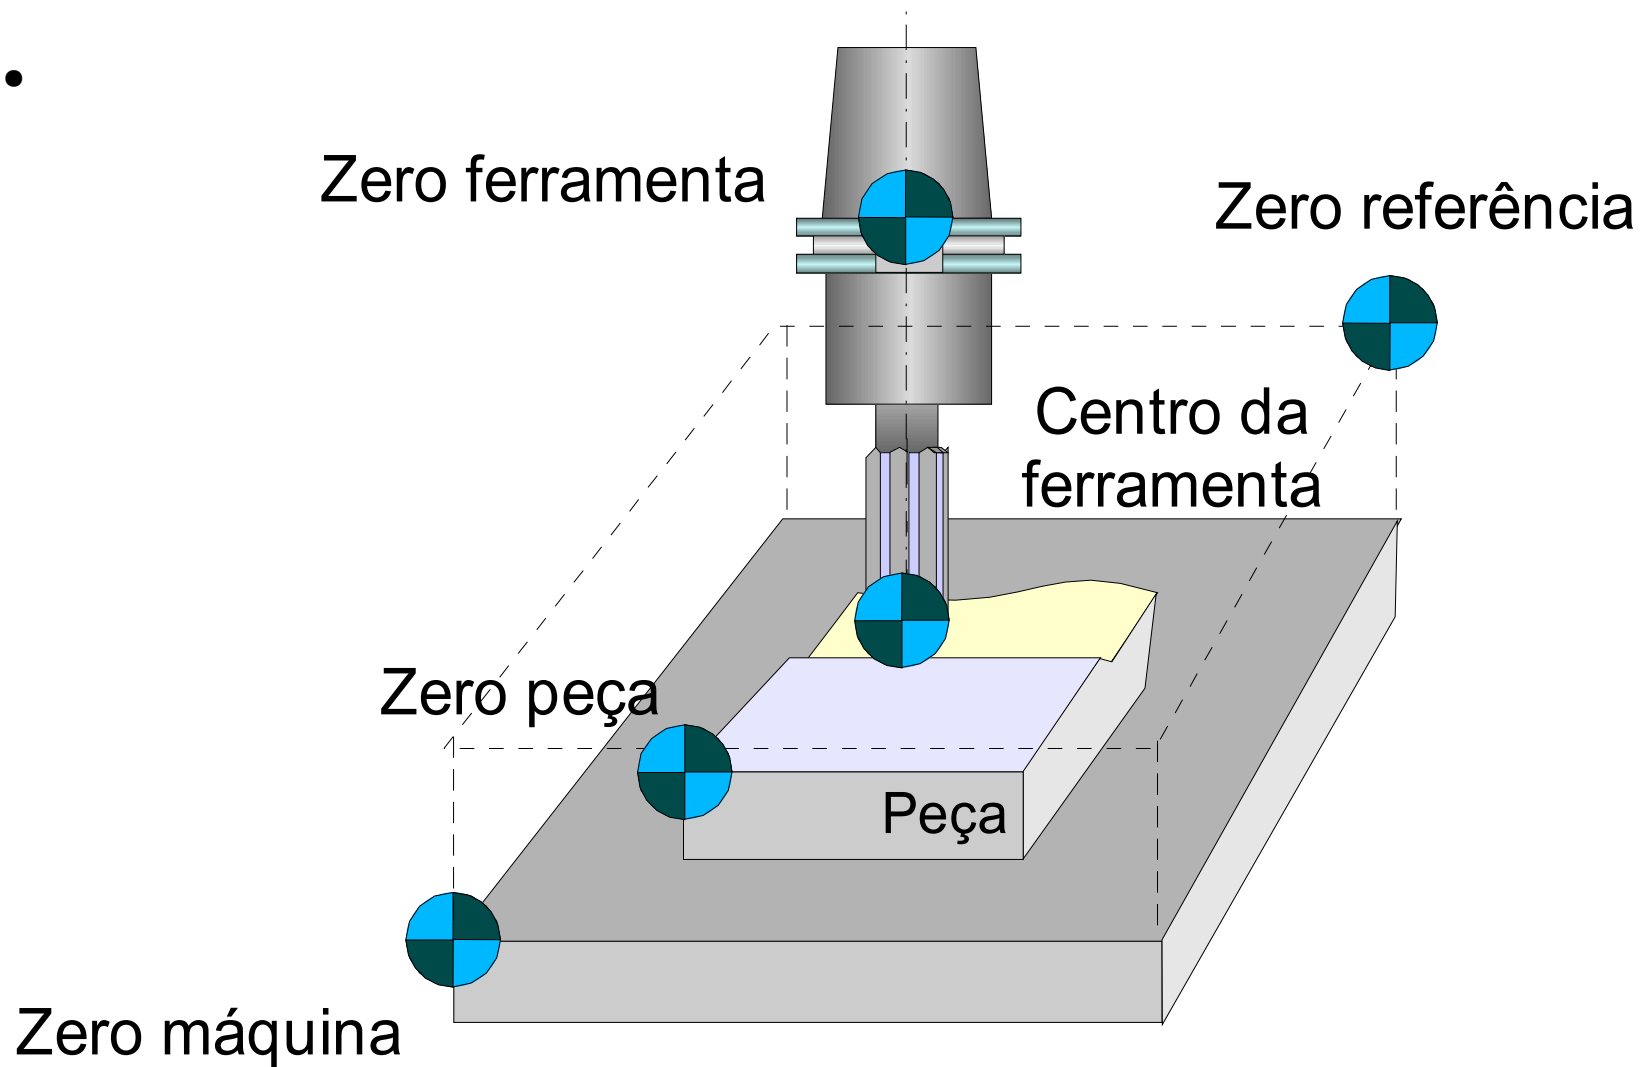 •
Zero ferramenta
Zero referência
Centro da
ferramenta
Zero peça
Peça
Zero máquina